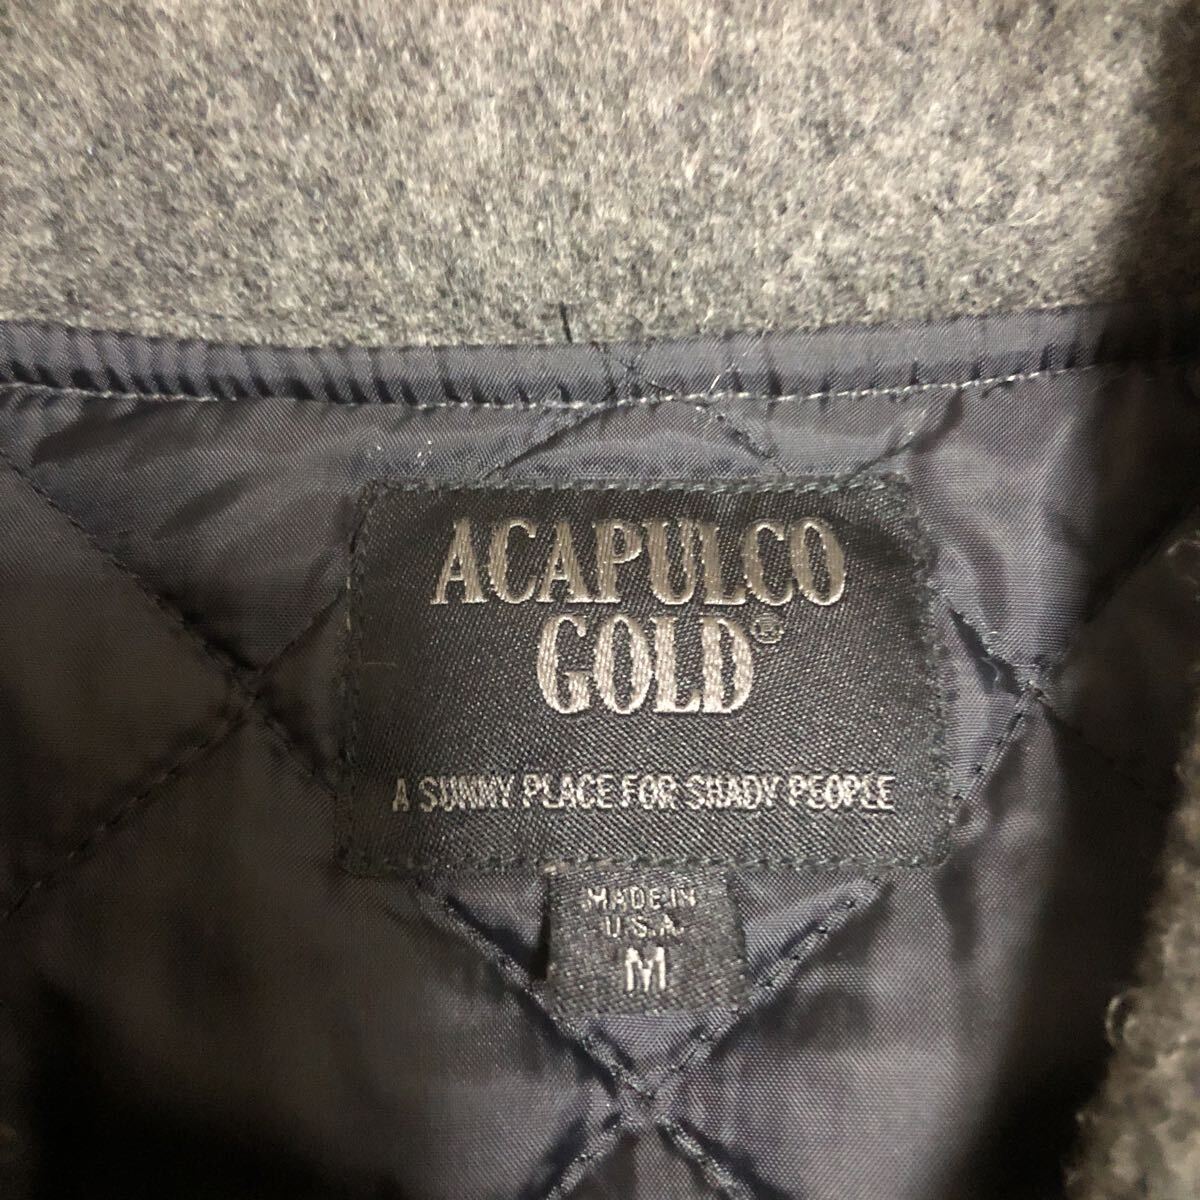 ACAPULCO
GOLD®
A SUNNY PLACE FOR SHADY PEOPLE
MADE IN
U.S.A.
M